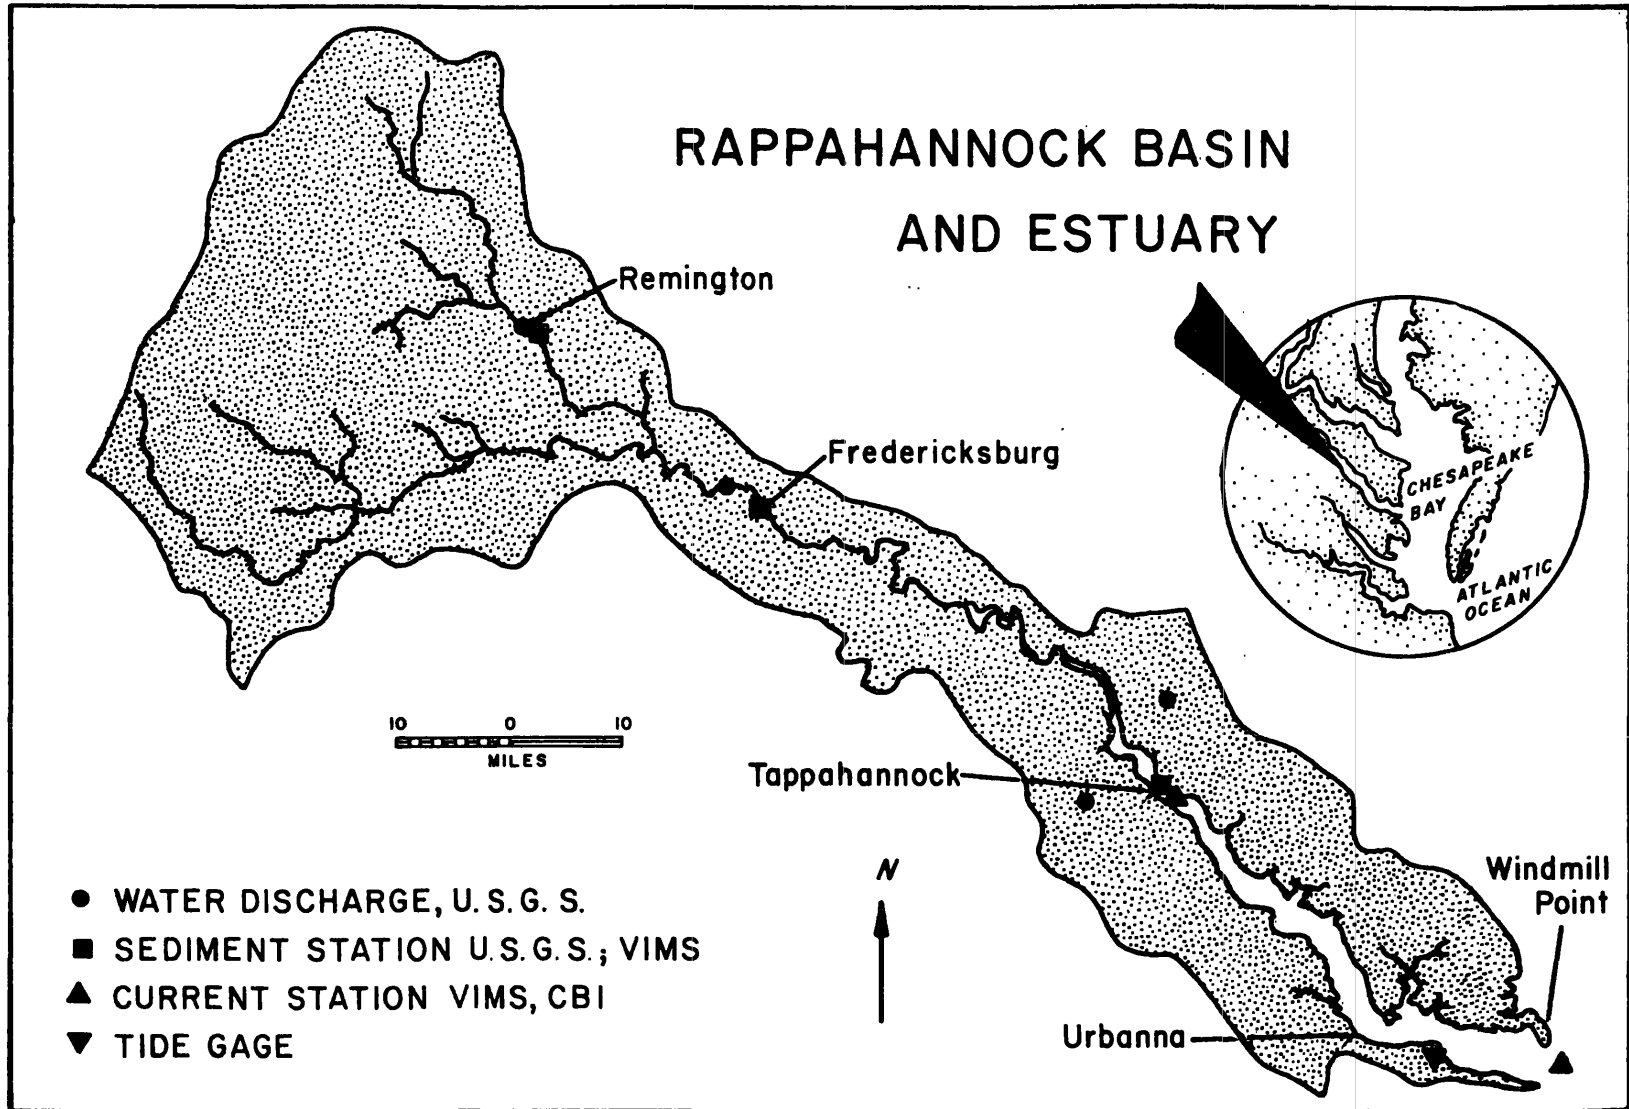 RAPPAHANNOCK BASIN
AND ESTUARY
Remington
Fredericksburg
CHESAPEAKE
BAY
ATLANTIC
OCEAN
10 0 10
MILES
Tappahannock
N
Windmill
Point
Urbanna
WATER DISCHARGE, U.S.G.S.
SEDIMENT STATION U.S.G.S.; VIMS
CURRENT STATION VIMS, CBI
TIDE GAGE